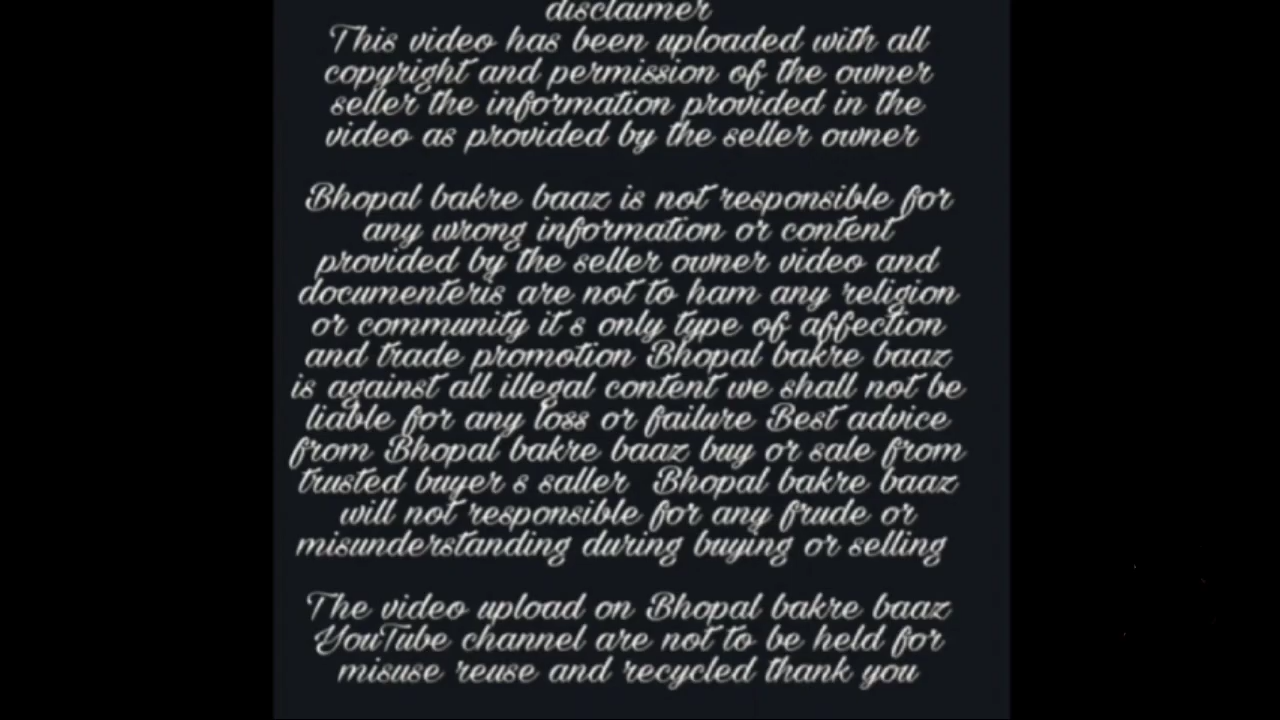 disclaimer
This video has been uploaded with all
copyright and permission of the owner
seller the information provided in the
video as provided by the seller owner
Bhopal bakre baaz is not responsible for
any wrong information or content
provided by the seller owner video and
documenteris are not to ham any religion
or community it s only type of affection
and trade promotion Bhopal bakre baaz
is against all illegal content we shall not be
liable for any loss or failure Best advice
from Bhopal bakre baaz buy or sale from
trusted buyer s saller Bhopal bakre baaz
will not responsible for any frude or
misunderstanding during buying or selling
The video upload on Bhopal bakre baaz
YouTube channel are not to be held for
misuse reuse and recycled thank you